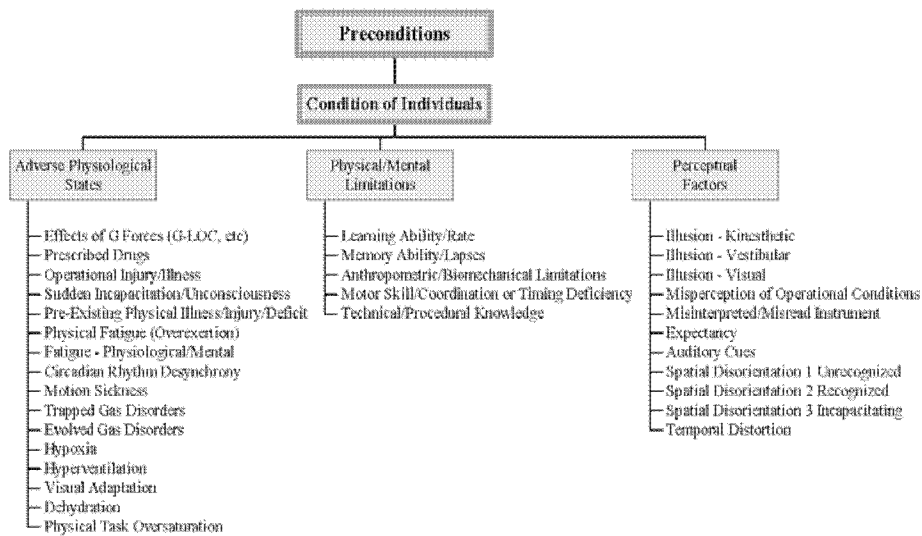 Preconditions
Condition of Individuals
Adverse Physiological
States
Effects of G Forces (G-LOC, etc)
Prescribed Drugs
Operational Injury/Illness
Sudden Incapacitation/Unconsciousness
Pre-Existing Physical Illness/Injury/Deficit
Physical Fatigue (Overexertion)
Fatigue - Physiological/Mental
Circadian Rhythm Desynchrony
Motion Sickness
Trapped Gas Disorders
Evolved Gas Disorders
Hypoxia
Hyperventilation
Visual Adaptation
Dehydration
Physical Task Oversaturation
Physical/Mental
Limitations
Learning Ability/Rate
Memory Ability/Lapses
Anthropometric/Biomechanical Limitations
Motor Skill/Coordination or Timing Deficiency
Technical/Procedural Knowledge
Perceptual
Factors
Illusion - Kinesthetic
Illusion - Vestibular
Illusion - Visual
Misperception of Operational Conditions
Misinterpreted/Misread Instrument
Expectancy
Auditory Cues
Spatial Disorientation 1 Unrecognized
Spatial Disorientation 2 Recognized
Spatial Disorientation 3 Incapacitating
Temporal Distortion